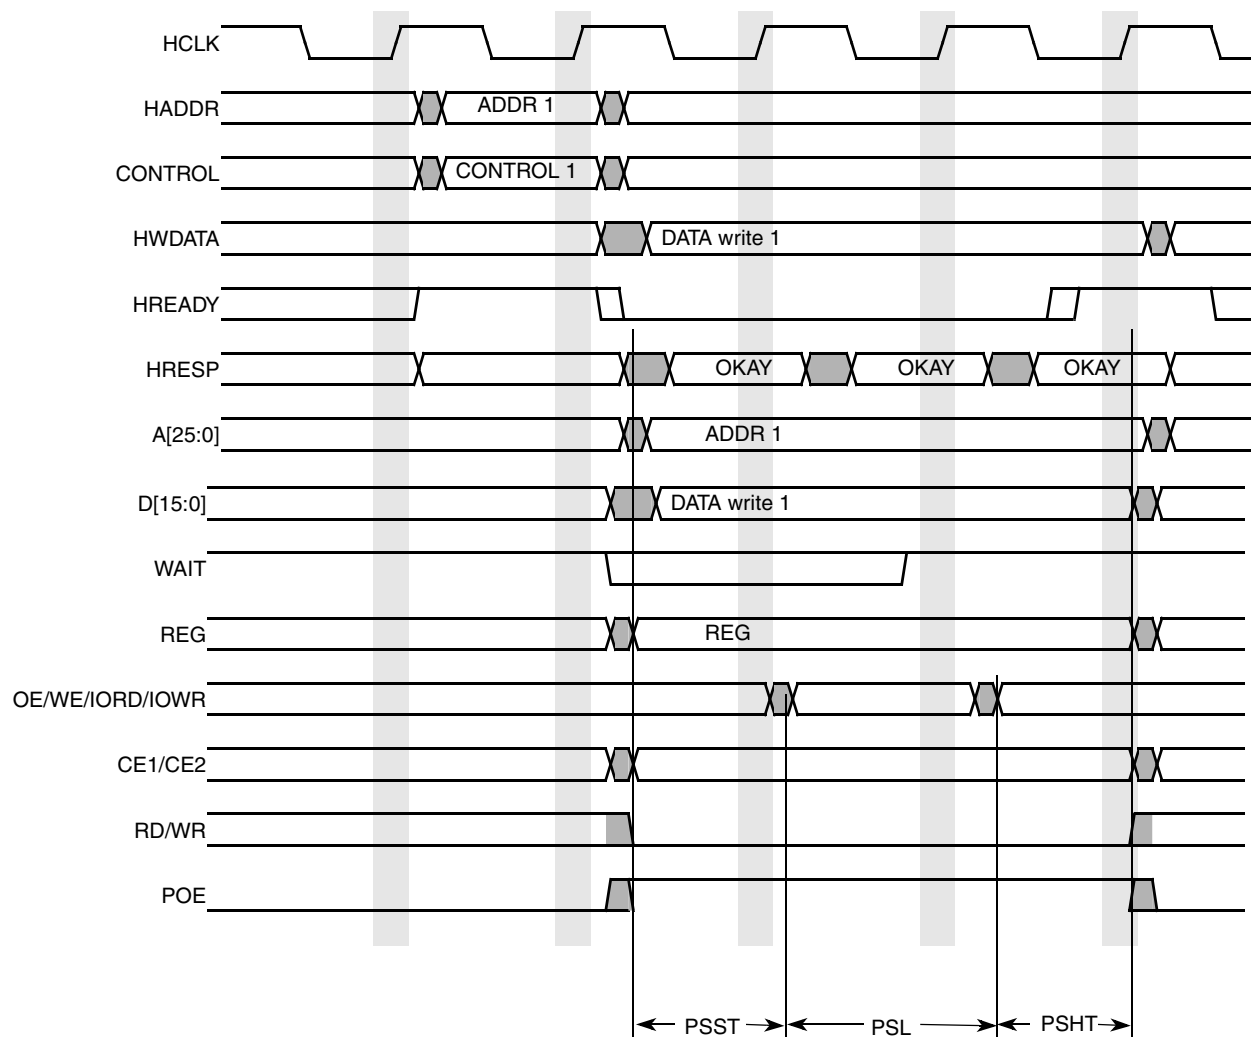 HCLK
HADDR ADDR 1
CONTROL CONTROL 1
HWDATA DATA write 1
HREADY
HRESP OKAY OKAY OKAY
A[25:0] ADDR 1
D[15:0] DATA write 1
WAIT
REG REG
OE/WE/IORD/IOWR
CE1/CE2
RD/WR
POE
PSST PSL PSHT